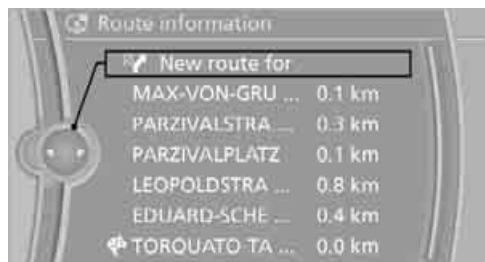 Route information
New route for
MAX-VON-GRU ... 0.1 km
PARZIVALSTRA ... 0.3 km
PARZIVALPLATZ 0.1 km
LEOPOLDSTRA ... 0.8 km
EDUARD-SCHE ... 0.4 km
TORQUATO TA ... 0.0 km